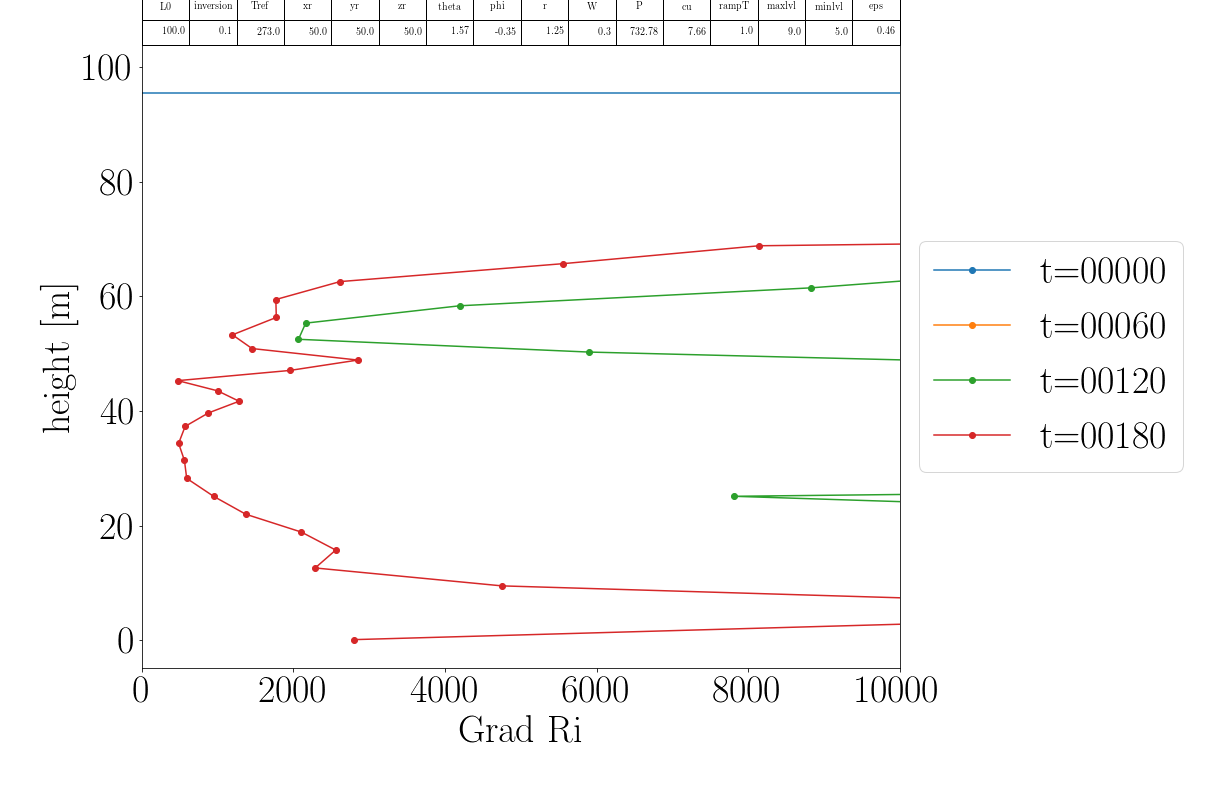 L0 inversion Tref xr yr zr theta phi r W P cu rampT maxlvl minlvl eps
100.0 0.1 273.0 50.0 50.0 50.0 1.57 -0.35 1.25 0.3 732.78 7.66 1.0 9.0 5.0 0.46
100
80
60
40
20
0
height [m]
0 2000 4000 6000 8000 10000
Grad Ri
t=00000
t=00060
t=00120
t=00180